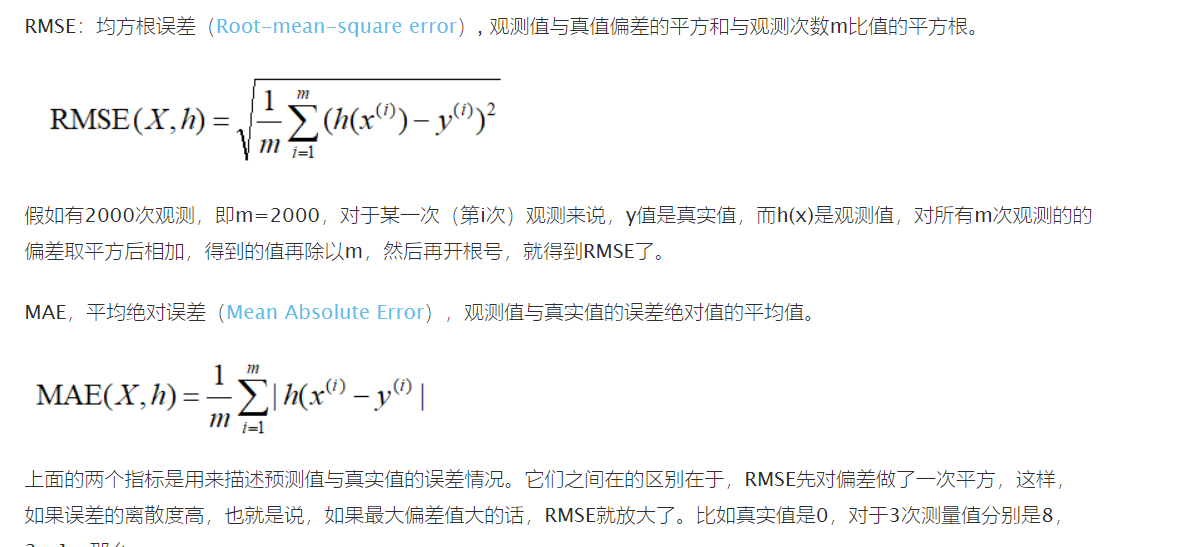 RMSE：均方根误差（Root-mean-square error），观测值与真值偏差的平方和与观测次数m比值的平方根。
RMSE(X,h) = √(1/m ∑_{i=1}^{m} (h(x^{(i)}) − y^{(i)})^2)
假如有2000次观测，即m=2000，对于某一次（第i次）观测来说，y值是真实值，而h(x)是观测值，对所有m次观测的的
偏差取平方后相加，得到的值再除以m，然后再开根号，就得到RMSE了。
MAE，平均绝对误差（Mean Absolute Error），观测值与真实值的误差绝对值的平均值。
MAE(X,h) = 1/m ∑_{i=1}^{m} | h(x^{(i)} − y^{(i)} |
上面的两个指标是用来描述预测值与真实值的误差情况。它们之间在的区别在于，RMSE先对偏差做了一次平方，这样，
如果误差的离散度高，也就是说，如果最大偏差值大的话，RMSE就放大了。比如真实值是0，对于3次测量值分别是8，